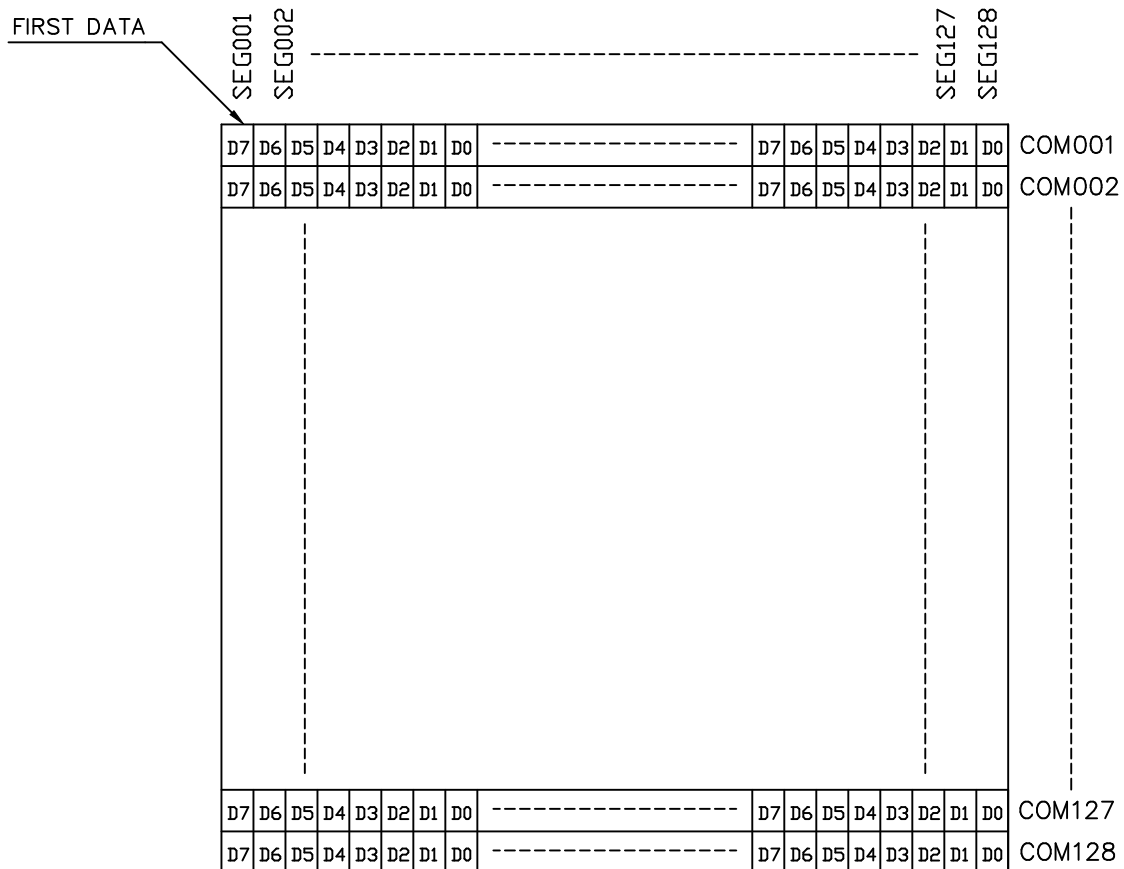 FIRST DATA
SEG001 SEG002 SEG127 SEG128
D7 D6 D5 D4 D3 D2 D1 D0 D7 D6 D5 D4 D3 D2 D1 D0 COM001
D7 D6 D5 D4 D3 D2 D1 D0 D7 D6 D5 D4 D3 D2 D1 D0 COM002
D7 D6 D5 D4 D3 D2 D1 D0 D7 D6 D5 D4 D3 D2 D1 D0 COM127
D7 D6 D5 D4 D3 D2 D1 D0 D7 D6 D5 D4 D3 D2 D1 D0 COM128